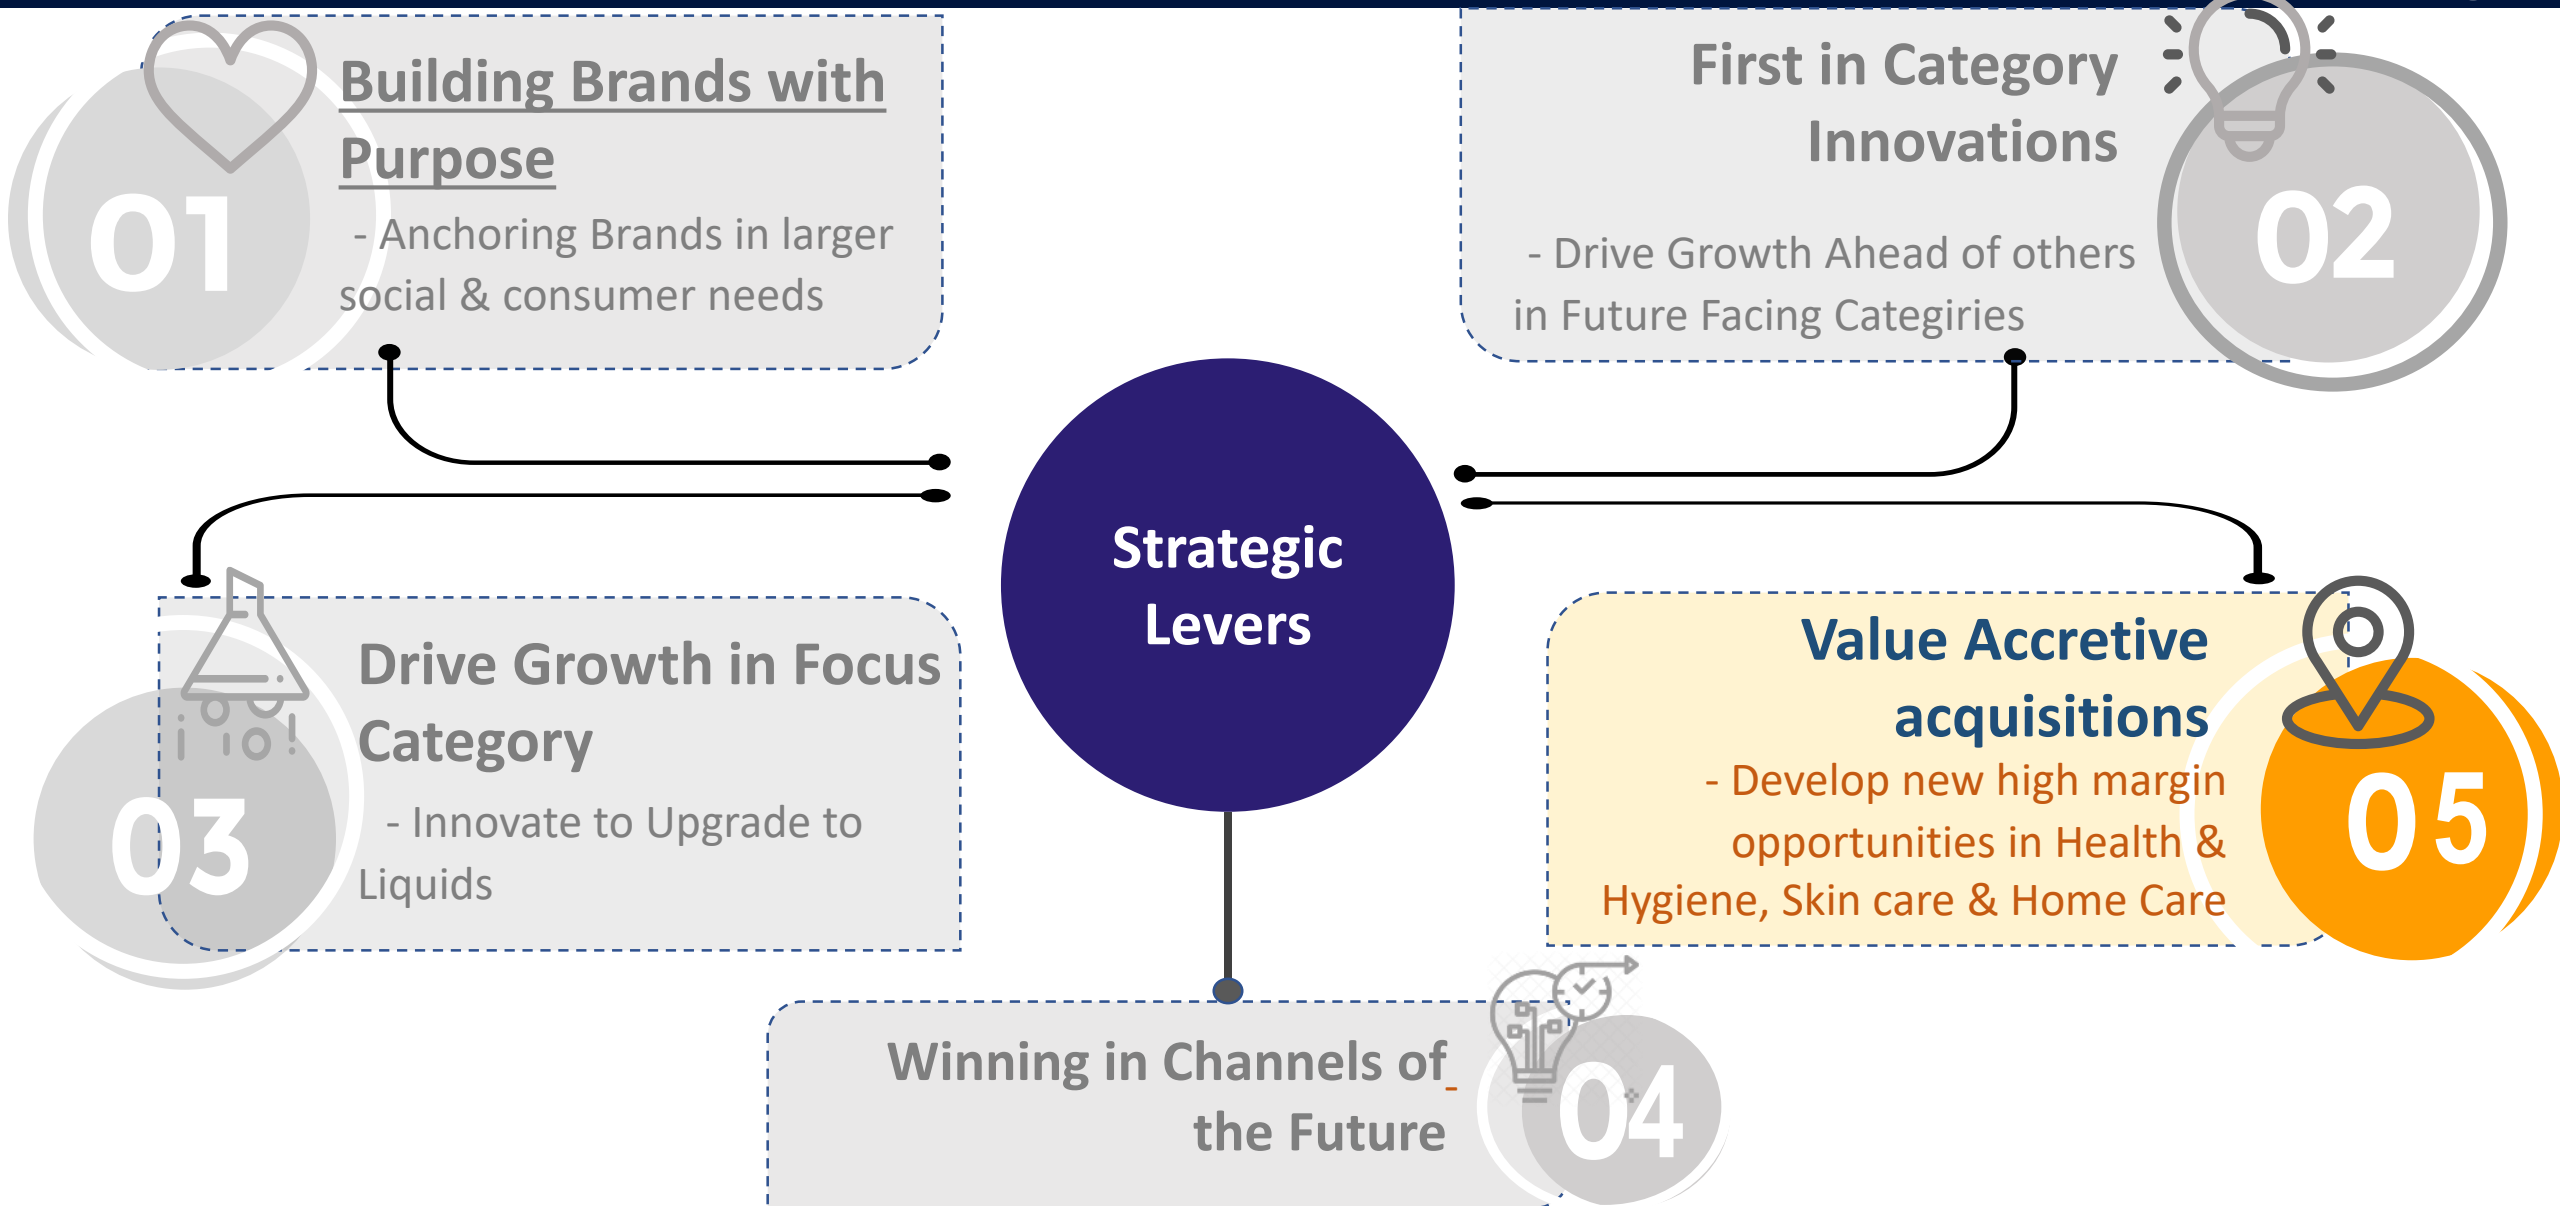 01
Building Brands with
Purpose
- Anchoring Brands in larger
social & consumer needs
First in Category
Innovations
- Drive Growth Ahead of others
in Future Facing Categiries
02
Strategic
Levers
03
Drive Growth in Focus
Category
- Innovate to Upgrade to
Liquids
Value Accretive
acquisitions
- Develop new high margin
opportunities in Health &
Hygiene, Skin care & Home Care
05
Winning in Channels of
the Future
04